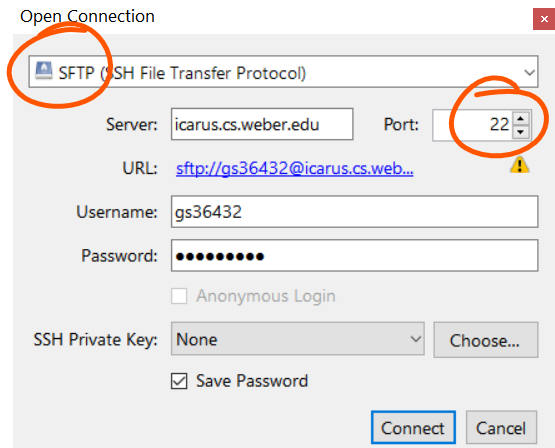 Open Connection
SFTP (SSH File Transfer Protocol)
Server: icarus.cs.weber.edu Port: 22
URL: sftp://gs36432@icarus.cs.web...
Username: gs36432
Password: ●●●●●●●●●
Anonymous Login
SSH Private Key: None Choose...
Save Password
Connect Cancel